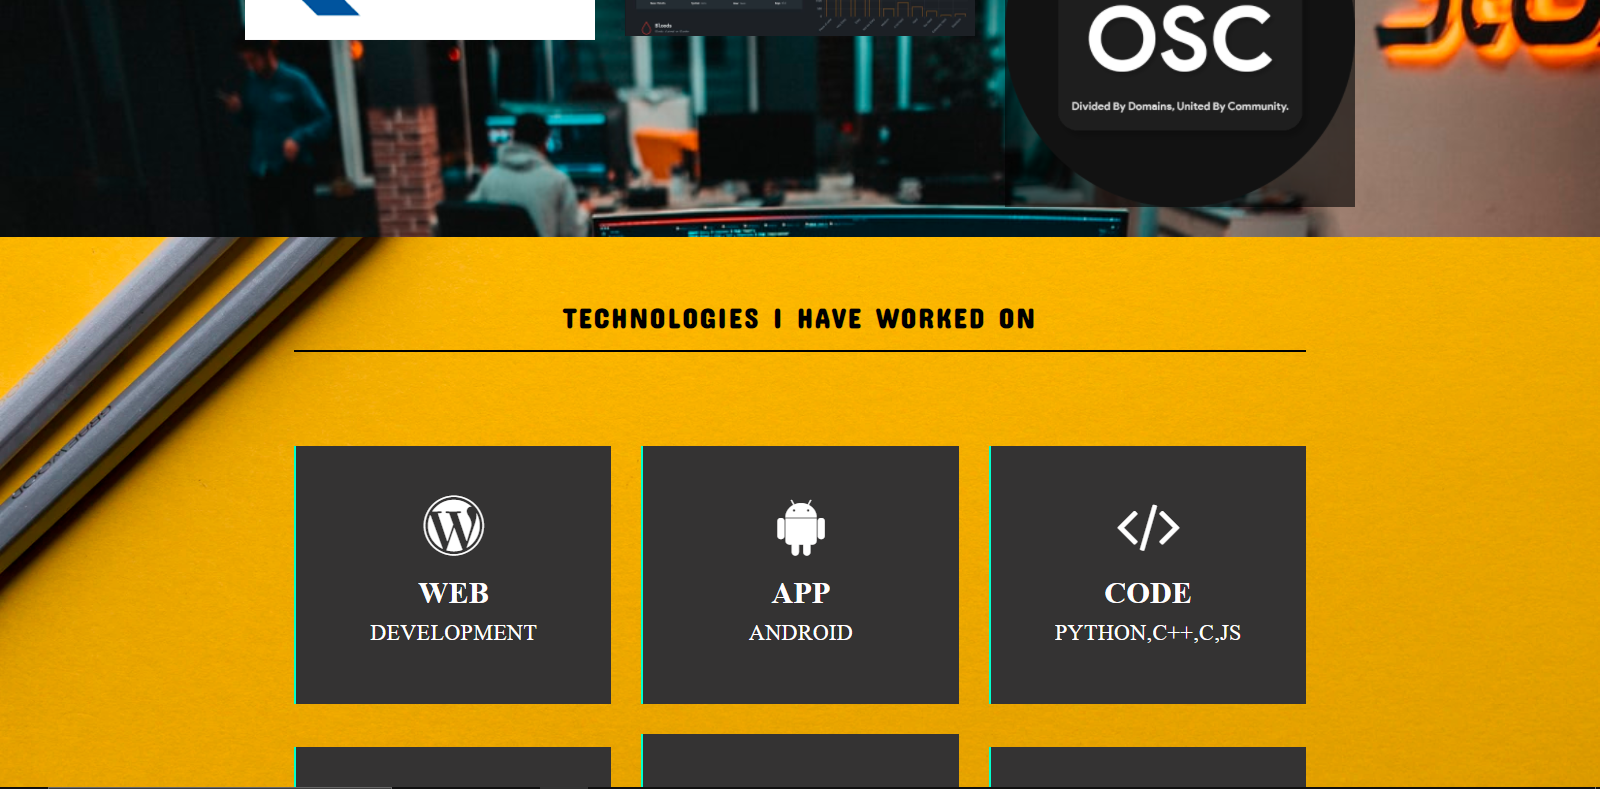 OSC
Divided By Domains, United By Community.
TECHNOLOGIES I HAVE WORKED ON
WEB
DEVELOPMENT
APP
ANDROID
CODE
PYTHON,C++,C,JS